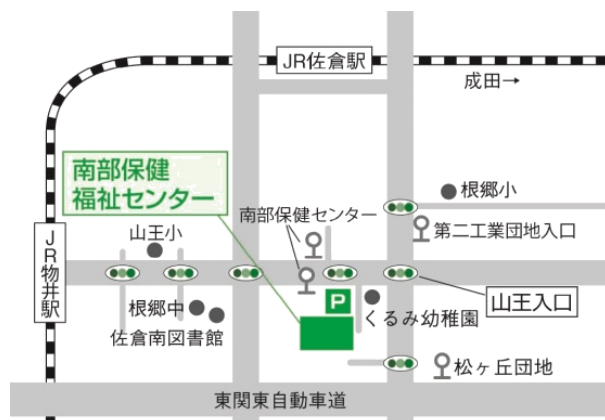 JR佐倉駅
成田→
南部保健
福祉センター
根郷小
南部保健センター
第二工業団地入口
山王小
JR物井駅
山王入口
P
根郷中
くるみ幼稚園
佐倉南図書館
松ヶ丘団地
東関東自動車道